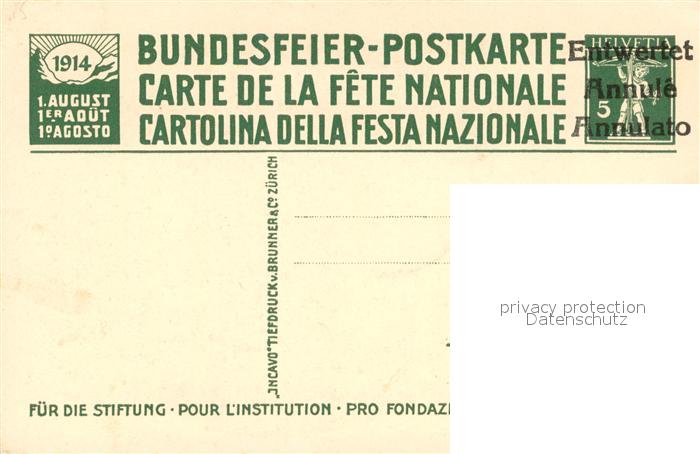 1914
1. AUGUST
1ER AOÛT
1º AGOSTO
BUNDESFEIER-POSTKARTE
CARTE DE LA FÊTE NATIONALE
CARTOLINA DELLA FESTA NAZIONALE
HELVETIA
5
Entwertet
Annulé
Annulato
„INCAVO" TIEFDRUCK v. BRUNNER & Co. ZÜRICH
privacy protection
Datenschutz
FÜR DIE STIFTUNG · POUR L'INSTITUTION · PRO FONDAZ